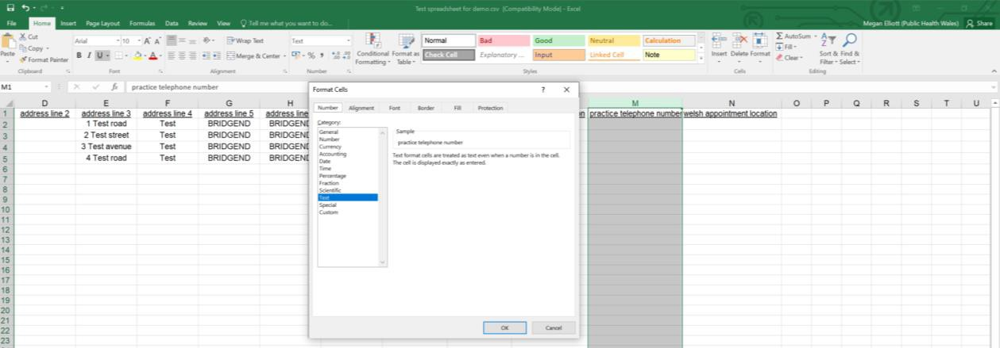 Test spreadsheet for demo.csv [Compatibility Mode] - Excel
Megan Elliott (Public Health Wales) Share
File Home Insert Page Layout Formulas Data Review View Tell me what you want to do...
Cut
Copy
Format Painter
Paste
Clipboard
Arial 10 A A
B I U A
Font
Wrap Text
Merge & Center
Alignment
Text
%
Number
Conditional Formatting
Format as Table
Normal Bad Good Neutral Calculation
Check Cell Explanatory ... Input Linked Cell Note
Styles
Insert Delete Format
Cells
AutoSum
Fill
Clear
Sort & Filter
Find & Select
Editing
M1 fx practice telephone number
D E F G H M N O P Q R S T U
1 address line 2 address line 3 address line 4 address line 5 address line practice telephone number welsh appointment location
2 1 Test road Test BRIDGEND BRIDGEND
3 2 Test street Test BRIDGEND BRIDGEND
4 3 Test avenue Test BRIDGEND BRIDGEND
5 4 Test road Test BRIDGEND BRIDGEND
6
7
8
9
10
11
12
13
14
15
16
17
18
19
20
21
22
23
Format Cells ?
Number Alignment Font Border Fill Protection
Category:
General
Number
Currency
Accounting
Date
Time
Percentage
Fraction
Scientific
Text
Special
Custom
Sample
practice telephone number
Text format cells are treated as text even when a number is in the cell.
The cell is displayed exactly as entered.
OK Cancel